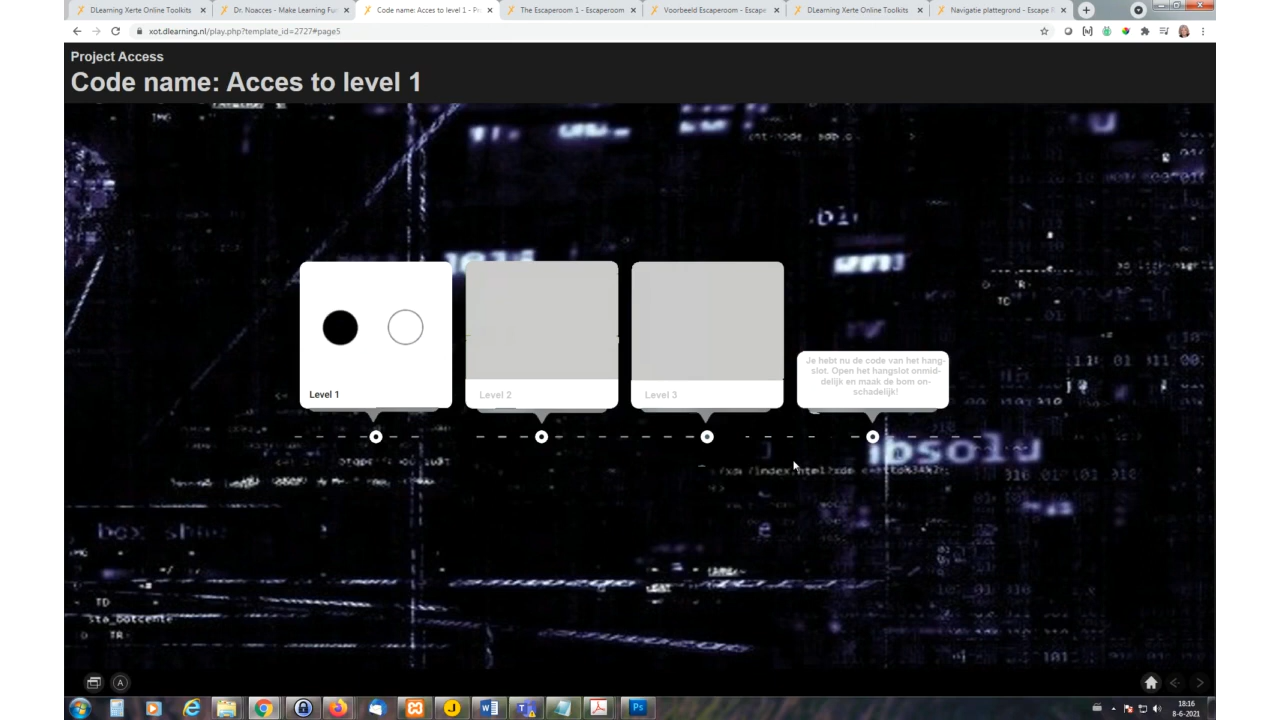 DLearning Xerte Online Toolkits
Dr. Noacces - Make Learning Fu
Code name: Acces to level 1 - Pr
The Escaperoom 1 - Escaperoom
Voorbeeld Escaperoom - Escape
DLearning Xerte Online Toolkits
Navigatie plattegrond - Escape R
xot.dlearning.nl/play.php?template_id=2727#page5
Project Access
Code name: Acces to level 1
Je hebt nu de code van het hang-
slot. Open het hangslot onmid-
delijk en maak de bom on-
schadelijk!
Level 1
Level 2
Level 3
ibsolu
box
TD
TR
A
18:16
8-6-2021